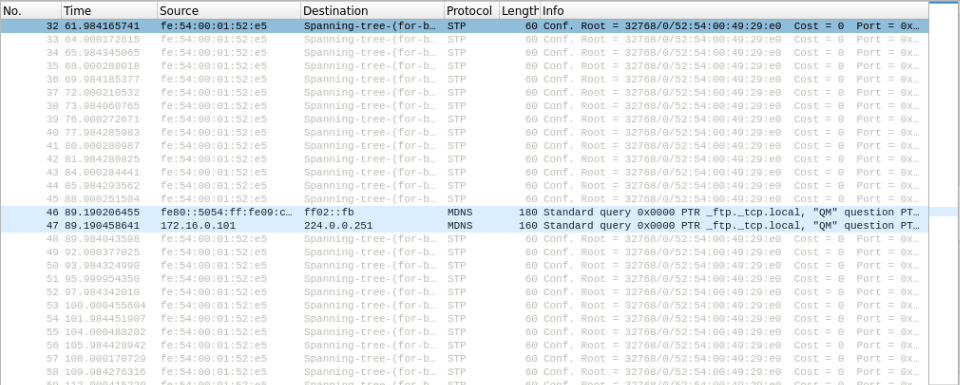 No. Time Source Destination Protocol Length Info
32 61.984165741 fe:54:00:01:52:e5 Spanning-tree-(for-b… STP 60 Conf. Root = 32768/0/52:54:00:49:29:e0 Cost = 0 Port = 0x…
33 64.000172615 fe:54:00:01:52:e5 Spanning-tree-(for-b… STP 60 Conf. Root = 32768/0/52:54:00:49:29:e0 Cost = 0 Port = 0x…
34 65.984345065 fe:54:00:01:52:e5 Spanning-tree-(for-b… STP 60 Conf. Root = 32768/0/52:54:00:49:29:e0 Cost = 0 Port = 0x…
35 68.000288018 fe:54:00:01:52:e5 Spanning-tree-(for-b… STP 60 Conf. Root = 32768/0/52:54:00:49:29:e0 Cost = 0 Port = 0x…
36 69.984185377 fe:54:00:01:52:e5 Spanning-tree-(for-b… STP 60 Conf. Root = 32768/0/52:54:00:49:29:e0 Cost = 0 Port = 0x…
37 72.000210532 fe:54:00:01:52:e5 Spanning-tree-(for-b… STP 60 Conf. Root = 32768/0/52:54:00:49:29:e0 Cost = 0 Port = 0x…
38 73.984060765 fe:54:00:01:52:e5 Spanning-tree-(for-b… STP 60 Conf. Root = 32768/0/52:54:00:49:29:e0 Cost = 0 Port = 0x…
39 76.000272671 fe:54:00:01:52:e5 Spanning-tree-(for-b… STP 60 Conf. Root = 32768/0/52:54:00:49:29:e0 Cost = 0 Port = 0x…
40 77.984285983 fe:54:00:01:52:e5 Spanning-tree-(for-b… STP 60 Conf. Root = 32768/0/52:54:00:49:29:e0 Cost = 0 Port = 0x…
41 80.000280987 fe:54:00:01:52:e5 Spanning-tree-(for-b… STP 60 Conf. Root = 32768/0/52:54:00:49:29:e0 Cost = 0 Port = 0x…
42 81.984280825 fe:54:00:01:52:e5 Spanning-tree-(for-b… STP 60 Conf. Root = 32768/0/52:54:00:49:29:e0 Cost = 0 Port = 0x…
43 84.000284441 fe:54:00:01:52:e5 Spanning-tree-(for-b… STP 60 Conf. Root = 32768/0/52:54:00:49:29:e0 Cost = 0 Port = 0x…
44 85.984293562 fe:54:00:01:52:e5 Spanning-tree-(for-b… STP 60 Conf. Root = 32768/0/52:54:00:49:29:e0 Cost = 0 Port = 0x…
45 88.000251504 fe:54:00:01:52:e5 Spanning-tree-(for-b… STP 60 Conf. Root = 32768/0/52:54:00:49:29:e0 Cost = 0 Port = 0x…
46 89.190206455 fe80::5054:ff:fe09:c… ff02::fb MDNS 180 Standard query 0x0000 PTR _ftp._tcp.local, "QM" question PT…
47 89.190458641 172.16.0.101 224.0.0.251 MDNS 160 Standard query 0x0000 PTR _ftp._tcp.local, "QM" question PT…
48 89.984043598 fe:54:00:01:52:e5 Spanning-tree-(for-b… STP 60 Conf. Root = 32768/0/52:54:00:49:29:e0 Cost = 0 Port = 0x…
49 92.000377025 fe:54:00:01:52:e5 Spanning-tree-(for-b… STP 60 Conf. Root = 32768/0/52:54:00:49:29:e0 Cost = 0 Port = 0x…
50 93.984324990 fe:54:00:01:52:e5 Spanning-tree-(for-b… STP 60 Conf. Root = 32768/0/52:54:00:49:29:e0 Cost = 0 Port = 0x…
51 95.999954350 fe:54:00:01:52:e5 Spanning-tree-(for-b… STP 60 Conf. Root = 32768/0/52:54:00:49:29:e0 Cost = 0 Port = 0x…
52 97.984342010 fe:54:00:01:52:e5 Spanning-tree-(for-b… STP 60 Conf. Root = 32768/0/52:54:00:49:29:e0 Cost = 0 Port = 0x…
53 100.000455604 fe:54:00:01:52:e5 Spanning-tree-(for-b… STP 60 Conf. Root = 32768/0/52:54:00:49:29:e0 Cost = 0 Port = 0x…
54 101.984451907 fe:54:00:01:52:e5 Spanning-tree-(for-b… STP 60 Conf. Root = 32768/0/52:54:00:49:29:e0 Cost = 0 Port = 0x…
55 104.000488202 fe:54:00:01:52:e5 Spanning-tree-(for-b… STP 60 Conf. Root = 32768/0/52:54:00:49:29:e0 Cost = 0 Port = 0x…
56 105.984428942 fe:54:00:01:52:e5 Spanning-tree-(for-b… STP 60 Conf. Root = 32768/0/52:54:00:49:29:e0 Cost = 0 Port = 0x…
57 108.000170729 fe:54:00:01:52:e5 Spanning-tree-(for-b… STP 60 Conf. Root = 32768/0/52:54:00:49:29:e0 Cost = 0 Port = 0x…
58 109.984276316 fe:54:00:01:52:e5 Spanning-tree-(for-b… STP 60 Conf. Root = 32768/0/52:54:00:49:29:e0 Cost = 0 Port = 0x…